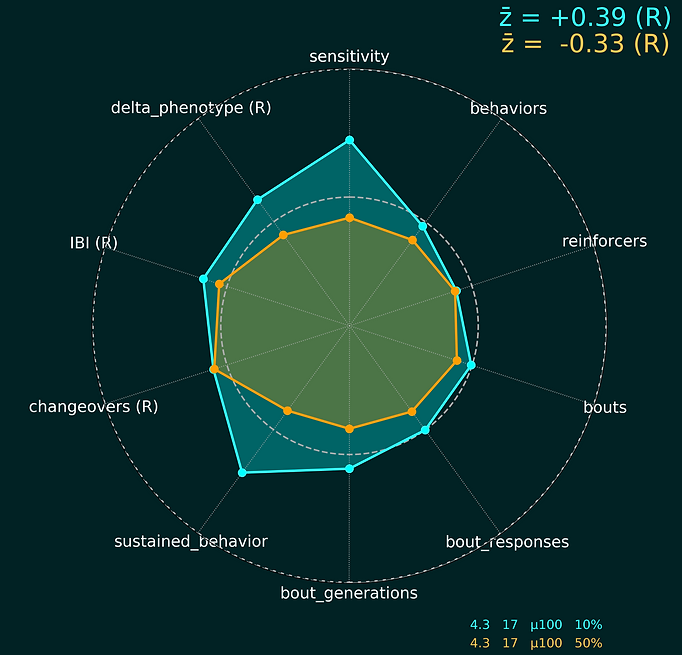 z̄ = +0.39 (R)
z̄ = -0.33 (R)
sensitivity
delta_phenotype (R)
behaviors
IBI (R)
reinforcers
changeovers (R)
bouts
sustained_behavior
bout_responses
bout_generations
4.3 17 μ100 10%
4.3 17 μ100 50%